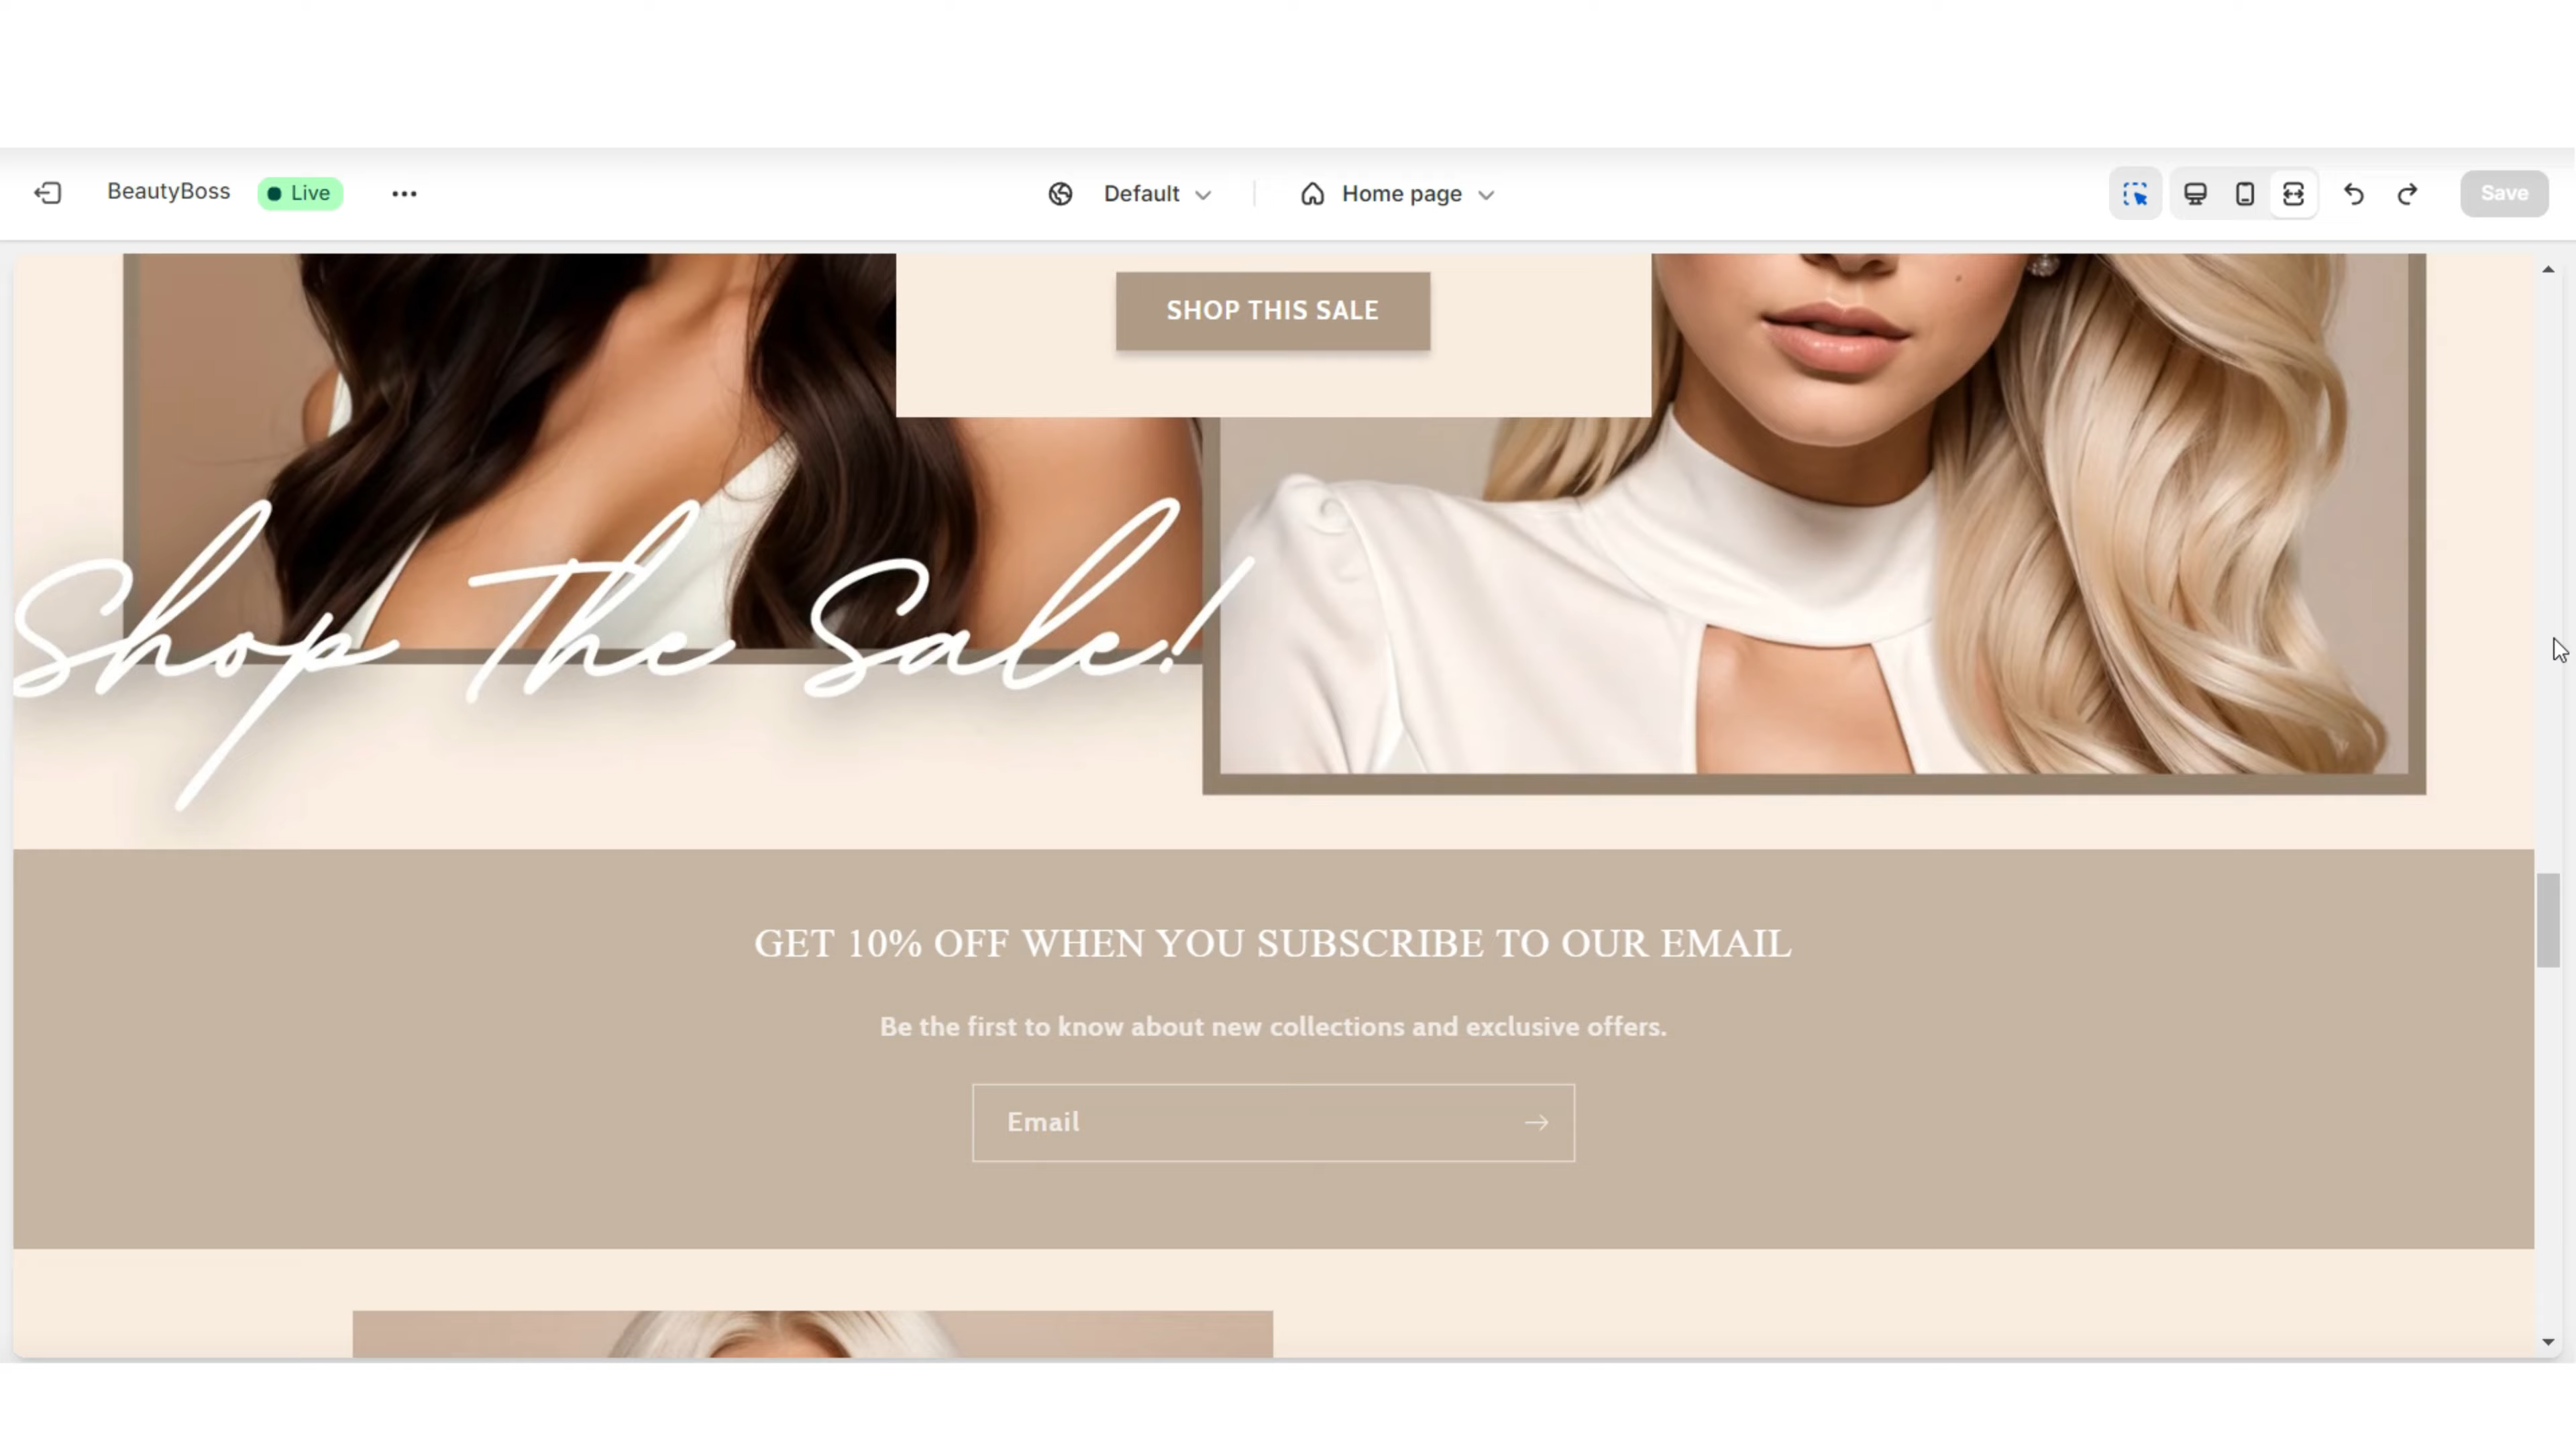 BeautyBoss
Live
Default
Home page
Save
SHOP THIS SALE
Shop The Sale!
GET 10% OFF WHEN YOU SUBSCRIBE TO OUR EMAIL
Be the first to know about new collections and exclusive offers.
Email